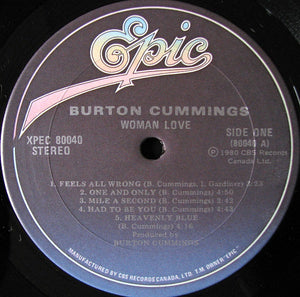 Epic
BURTON CUMMINGS
WOMAN LOVE
XPEC 80040
STEREO
SIDE ONE
(80040 A)
℗ 1980 CBS Records
Canada Ltd.
1. FEELS ALL WRONG (B. Cummings, I. Gardiner) 3:23
2. ONE AND ONLY (B. Cummings) 4:50
3. MILE A SECOND (B. Cummings) 4:43
4. HAD TO BE YOU (B. Cummings) 4:43
5. HEAVENLY BLUE
(B. Cummings) 4:16
Produced by
BURTON CUMMINGS
MANUFACTURED BY CBS RECORDS CANADA, LTD. T.M. OWNER "EPIC"